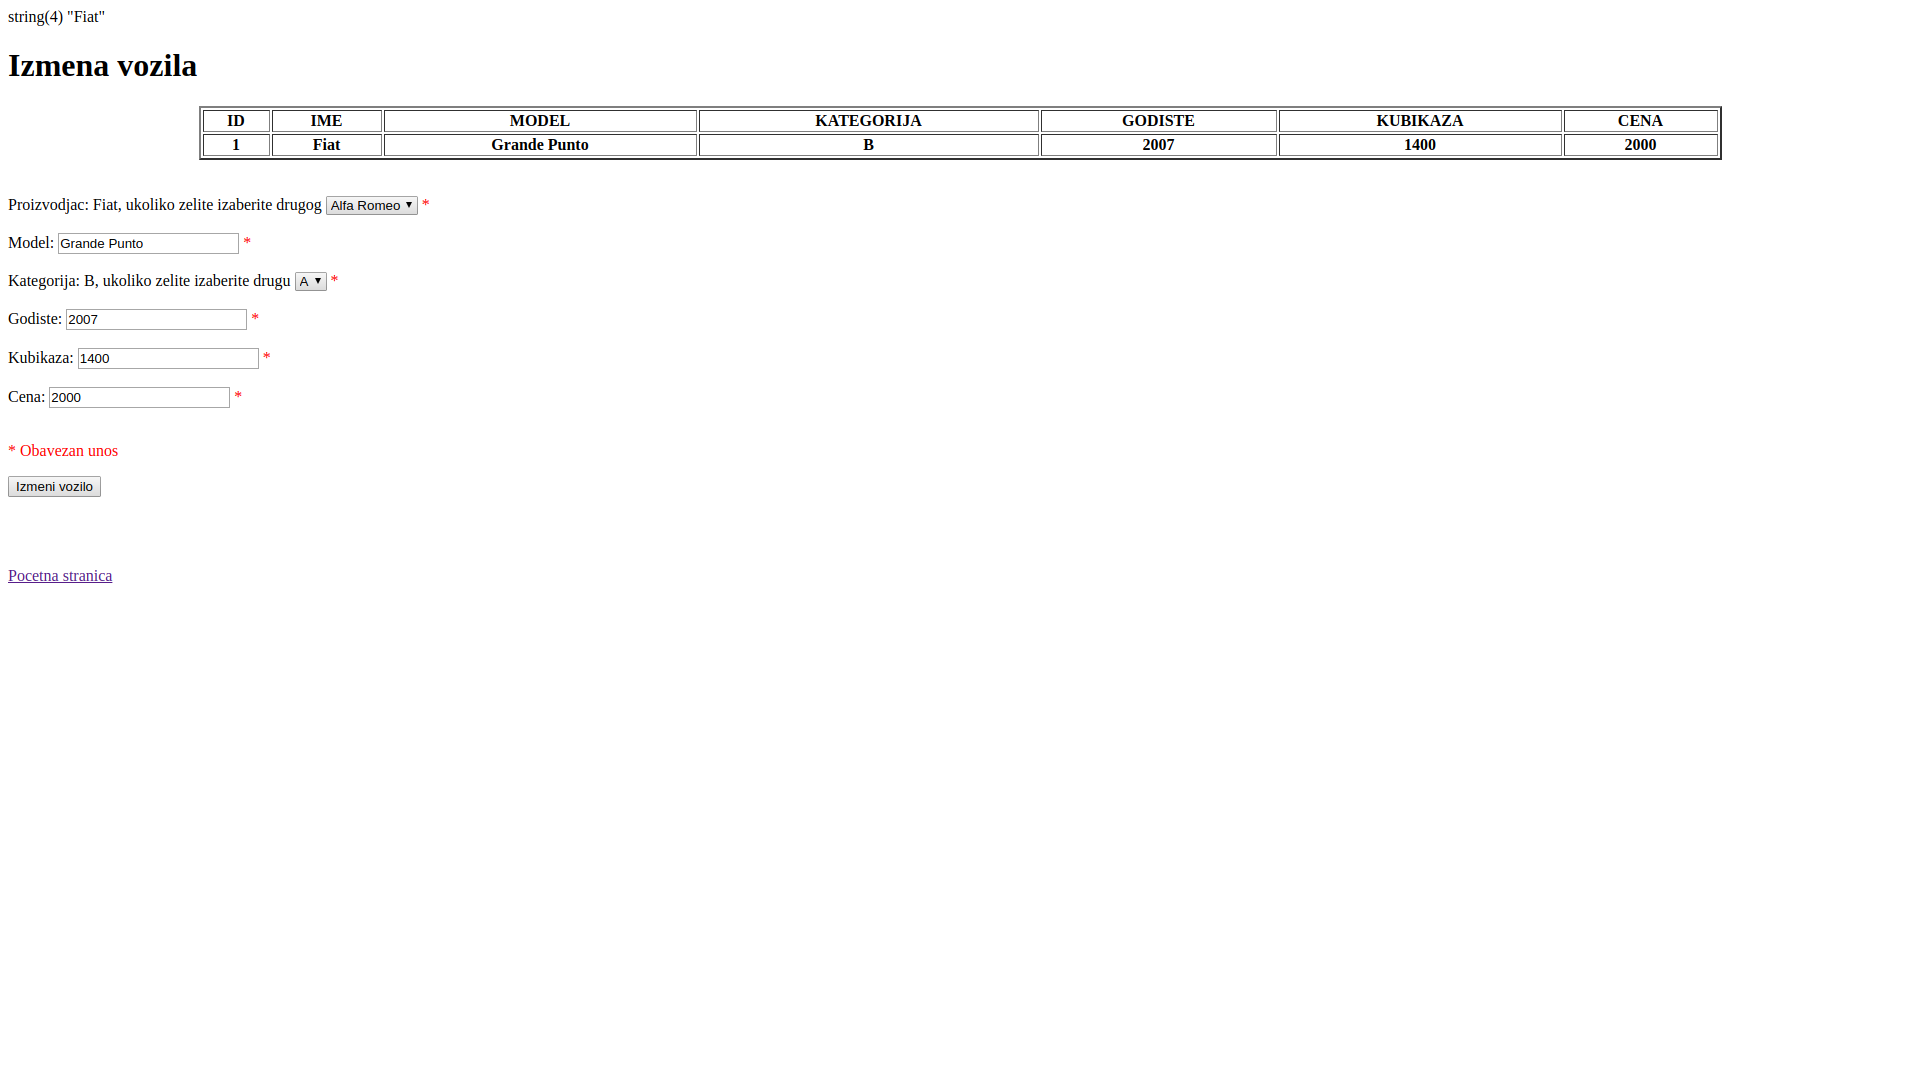 string(4) "Fiat"
Izmena vozila
ID IME MODEL KATEGORIJA GODISTE KUBIKAZA CENA
1 Fiat Grande Punto B 2007 1400 2000
Proizvodjac: Fiat, ukoliko zelite izaberite drugog Alfa Romeo *
Model: Grande Punto *
Kategorija: B, ukoliko zelite izaberite drugu A *
Godiste: 2007 *
Kubikaza: 1400 *
Cena: 2000 *
* Obavezan unos
Izmeni vozilo
Pocetna stranica